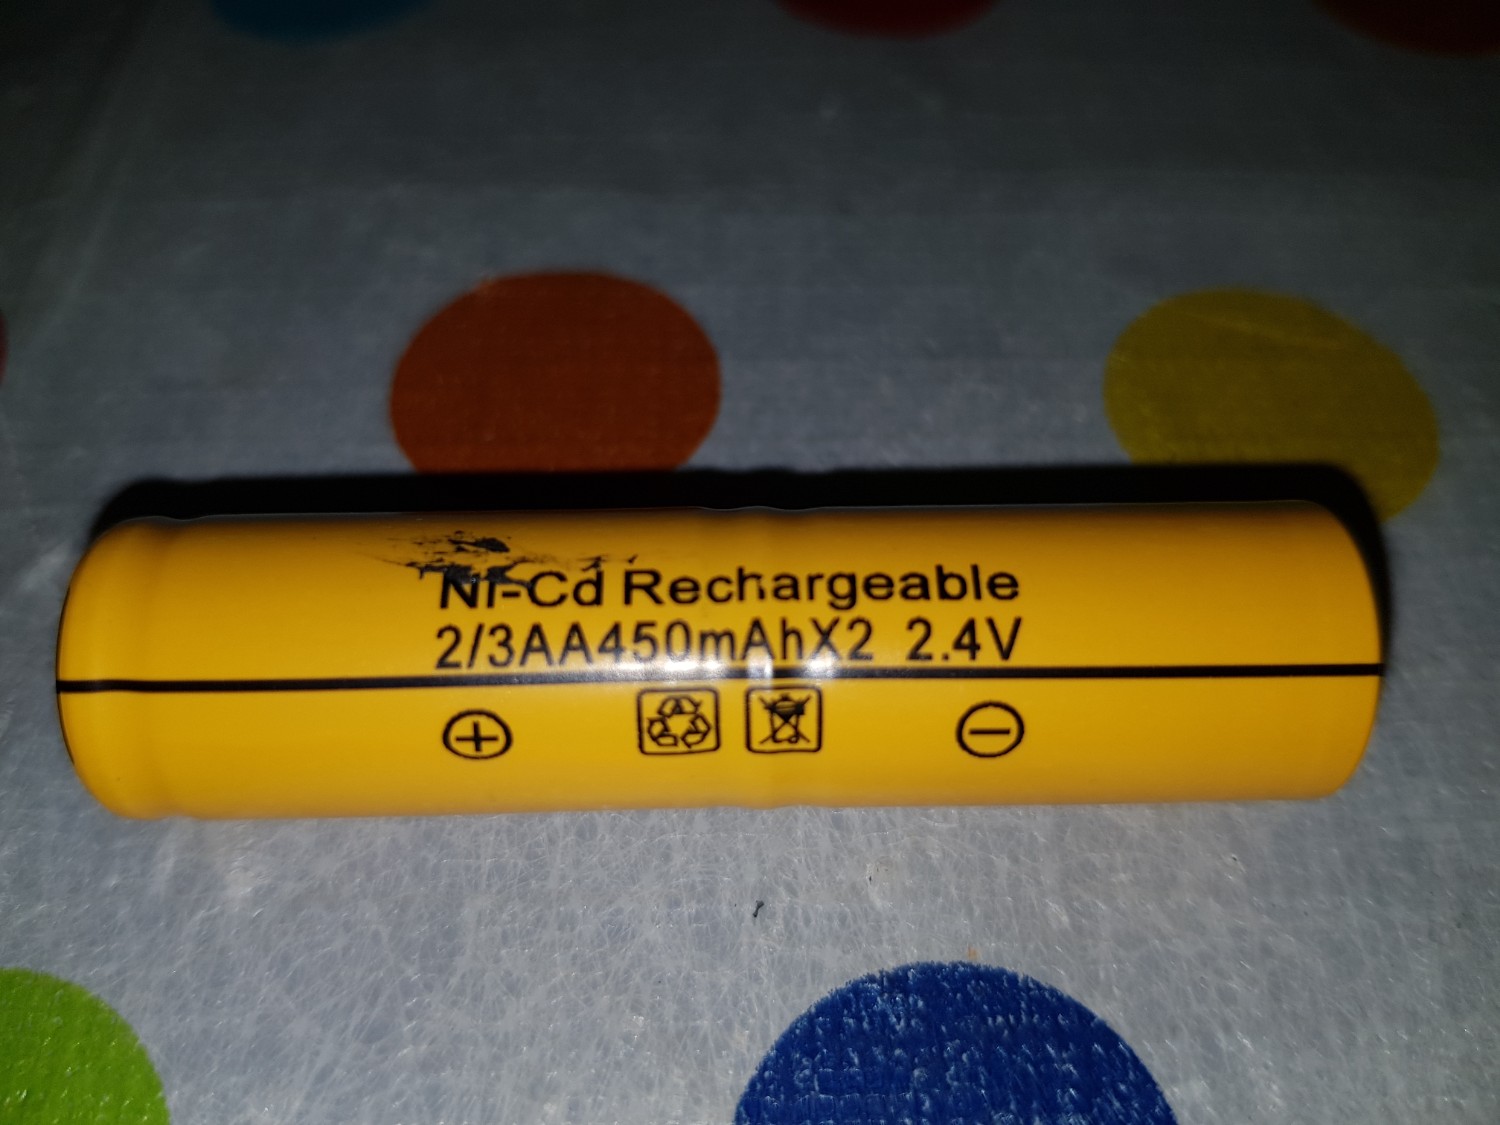 Ni-Cd Rechargeable
2/3AA450mAhX2 2.4V